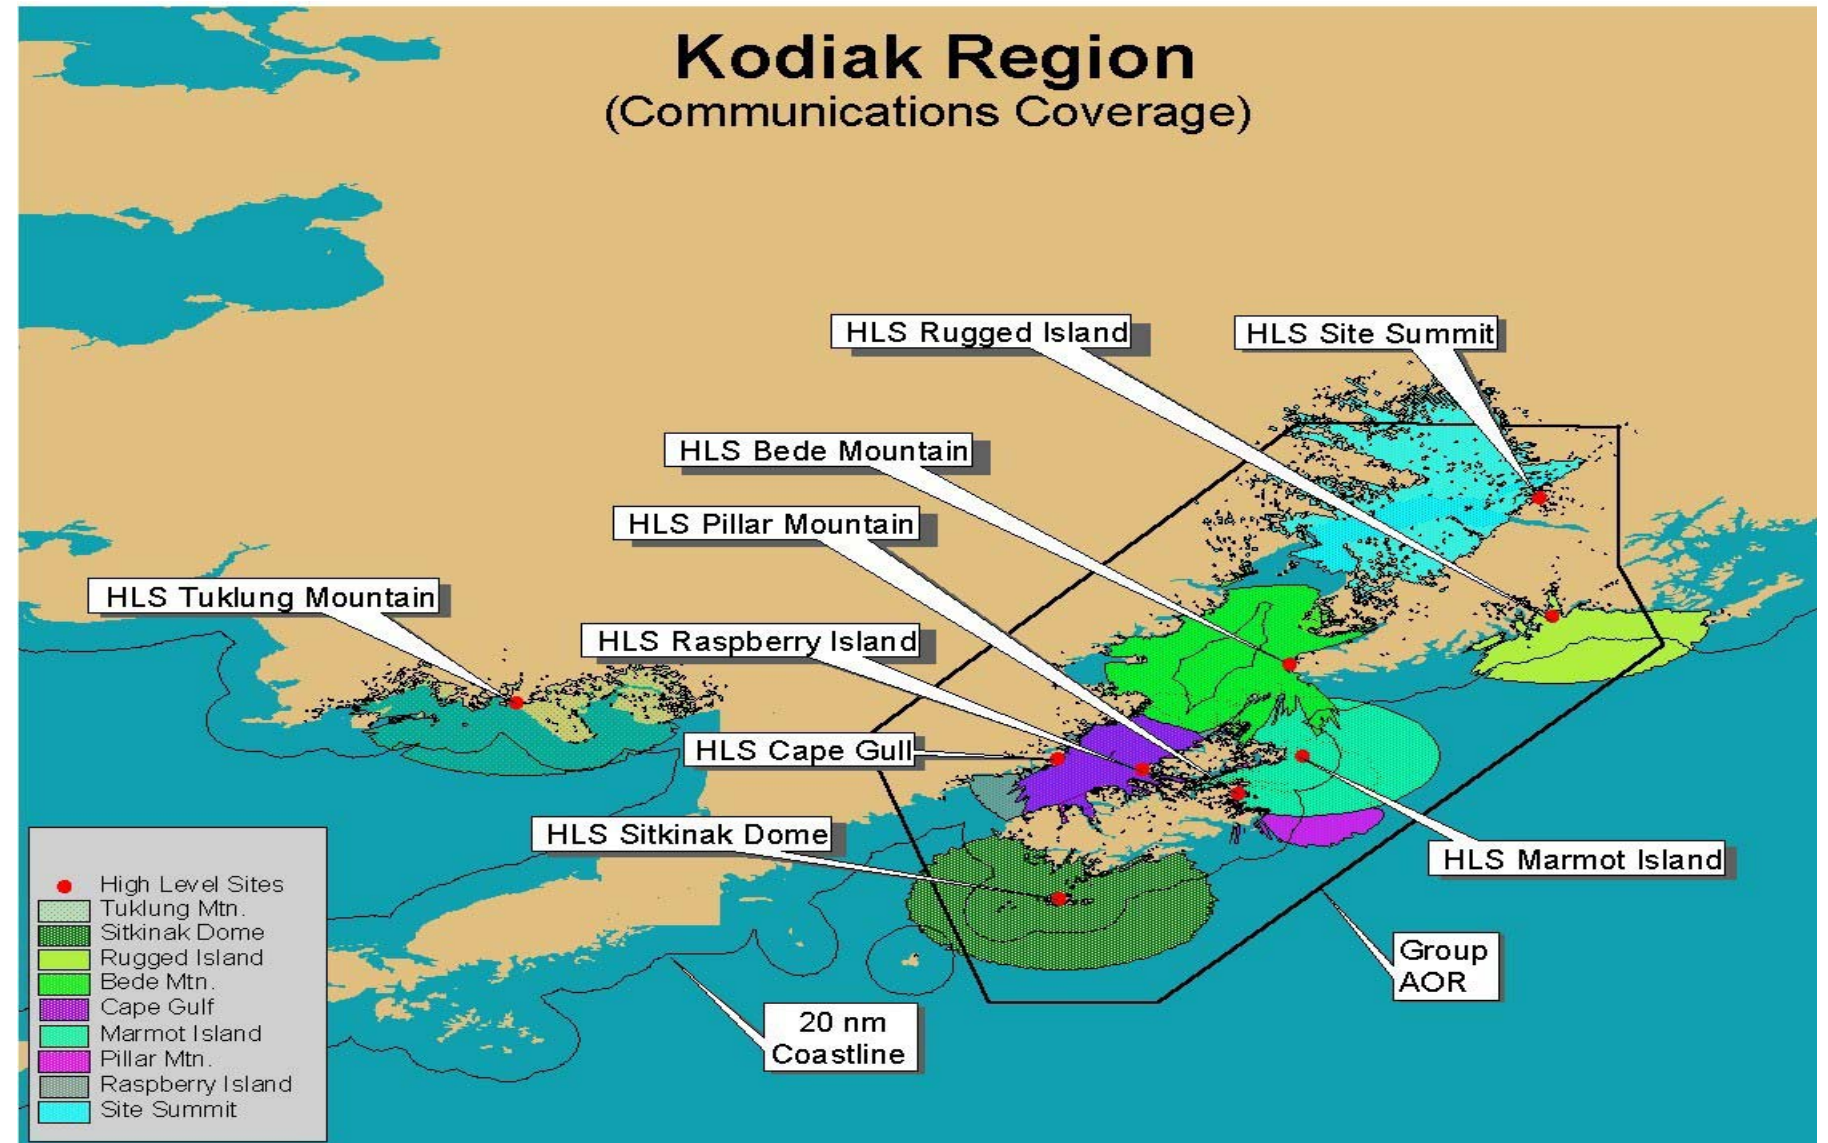 Kodiak Region
(Communications Coverage)
HLS Rugged Island
HLS Site Summit
HLS Bede Mountain
HLS Pillar Mountain
HLS Tuklung Mountain
HLS Raspberry Island
HLS Cape Gull
HLS Sitkinak Dome
HLS Marmot Island
Group
AOR
20 nm
Coastline
High Level Sites
Tuklung Mtn.
Sitkinak Dome
Rugged Island
Bede Mtn.
Cape Gulf
Marmot Island
Pillar Mtn.
Raspberry Island
Site Summit